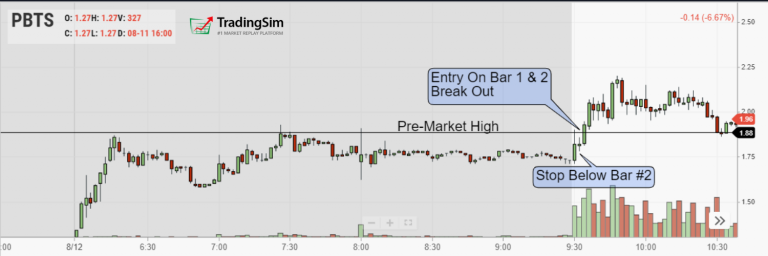 PBTS
O: 1.27 H: 1.27 V: 327
C: 1.27 L: 1.27 D: 08-11 16:00
TradingSim
#1 MARKET REPLAY PLATFORM
-0.14 (-6.67%)
2.50
2.25
Entry On Bar 1 & 2
Break Out
2.00
1.96
Pre-Market High
1.88
1.75
Stop Below Bar #2
1.50
:00
8/12
6:30
7:00
7:30
8:00
8:30
9:00
9:30
10:00
10:30